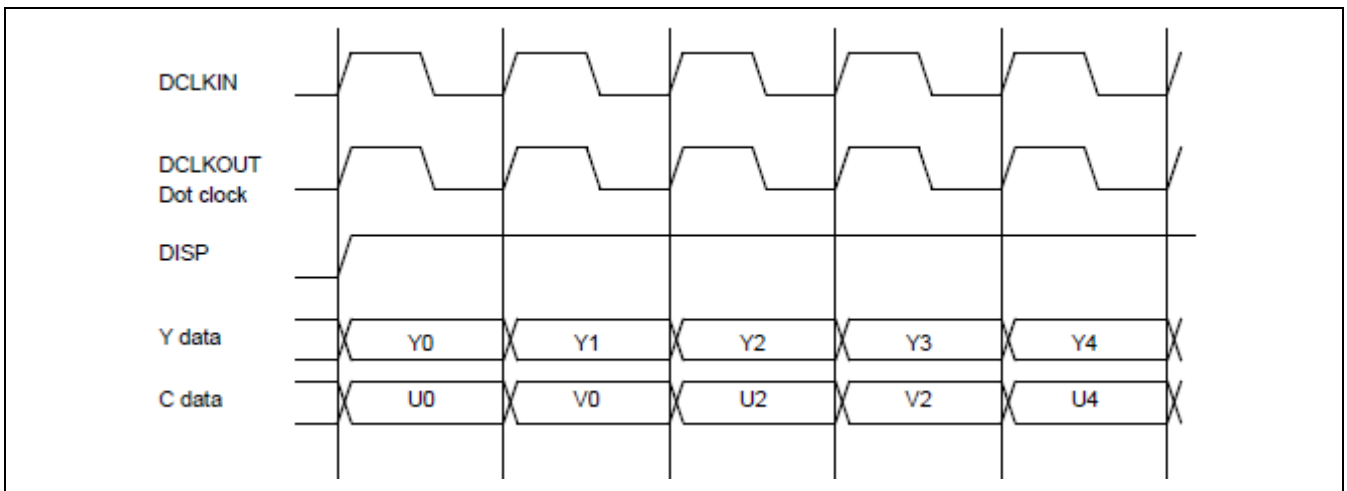 DCLKIN
DCLKOUT
Dot clock
DISP
Y data Y0 Y1 Y2 Y3 Y4
C data U0 V0 U2 V2 U4